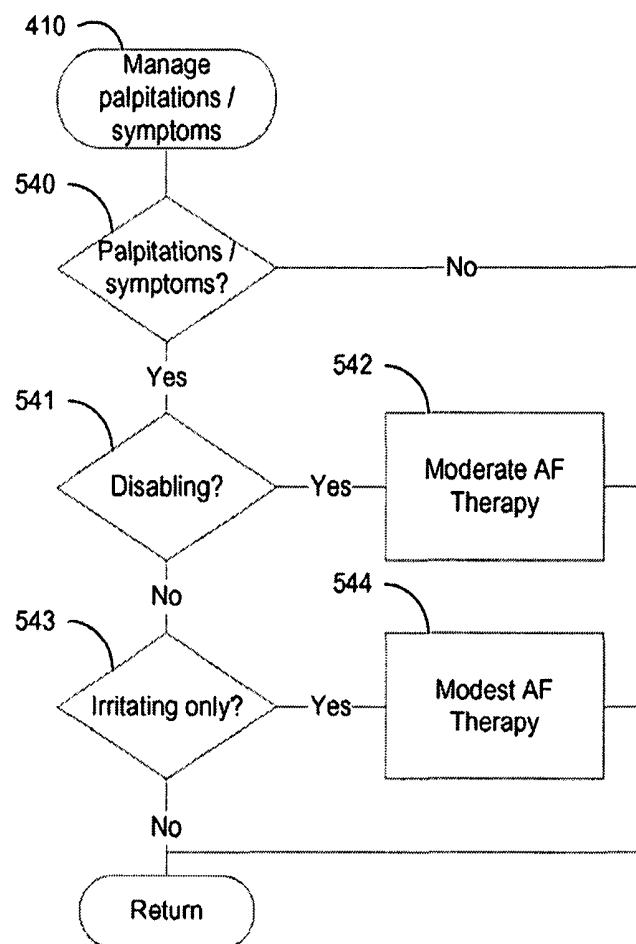 410
Manage
palpitations /
symptoms
540
Palpitations /
symptoms?
No
Yes
541
Disabling?
Yes
542
Moderate AF
Therapy
No
543
Irritating only?
Yes
544
Modest AF
Therapy
No
Return